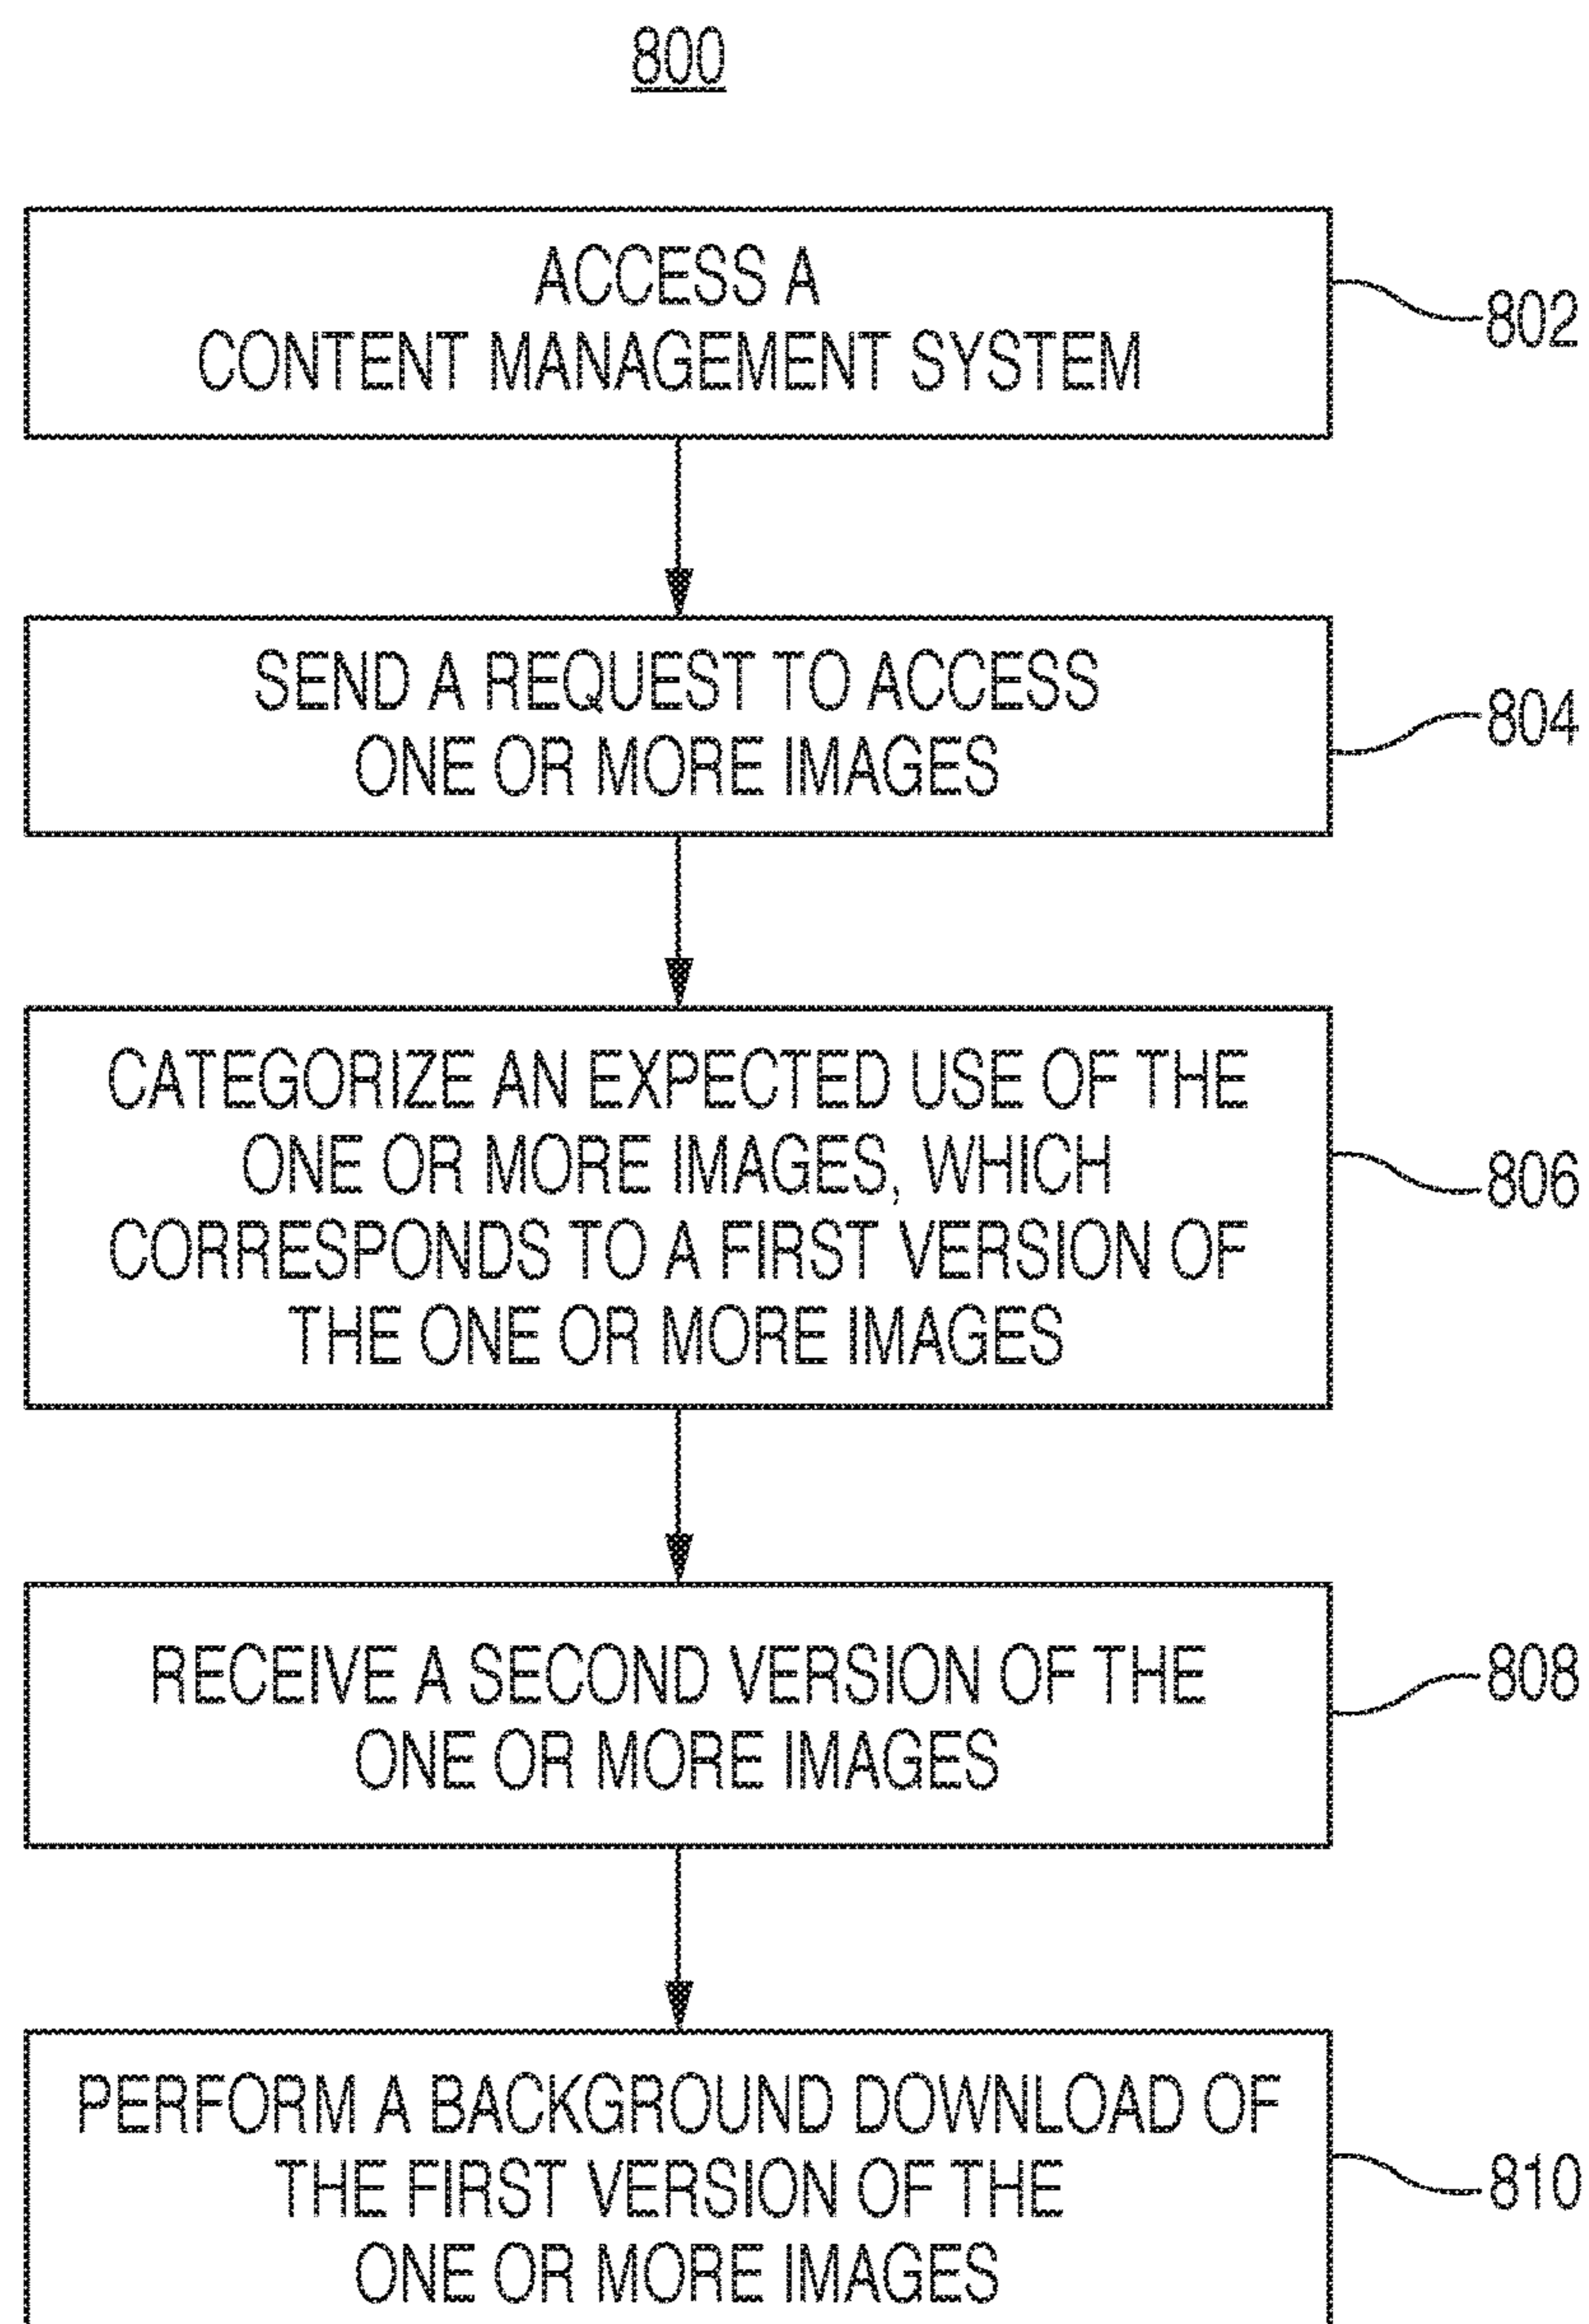 800
ACCESS A
CONTENT MANAGEMENT SYSTEM
802
SEND A REQUEST TO ACCESS
ONE OR MORE IMAGES
804
CATEGORIZE AN EXPECTED USE OF THE
ONE OR MORE IMAGES, WHICH
CORRESPONDS TO A FIRST VERSION OF
THE ONE OR MORE IMAGES
806
RECEIVE A SECOND VERSION OF THE
ONE OR MORE IMAGES
808
PERFORM A BACKGROUND DOWNLOAD OF
THE FIRST VERSION OF THE
ONE OR MORE IMAGES
810